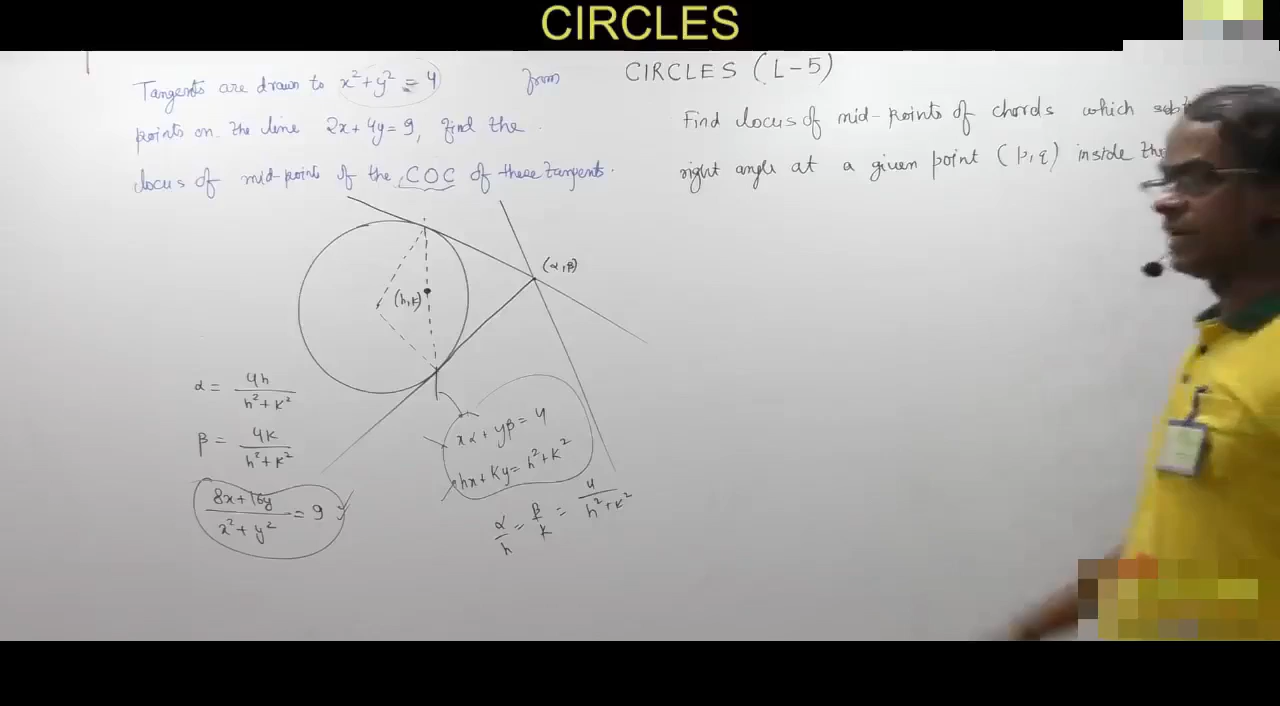 CIRCLES
Tangents are drawn to x² + y² = 4 from
points on the line 2x + 4y = 9, find the
locus of mid point of the COC of these tangents.
(α, β)
(h, k)
α = 4h / h² + k²
β = 4k / h² + k²
8x + 16y / x² + y² = 9
xα + yβ = 4
hx + ky = h² + k²
α/h = β/k = 4 / h² + k²
CIRCLES (L-5)
Find locus of mid-points of chords which
right angle at a given point (p, q) inside